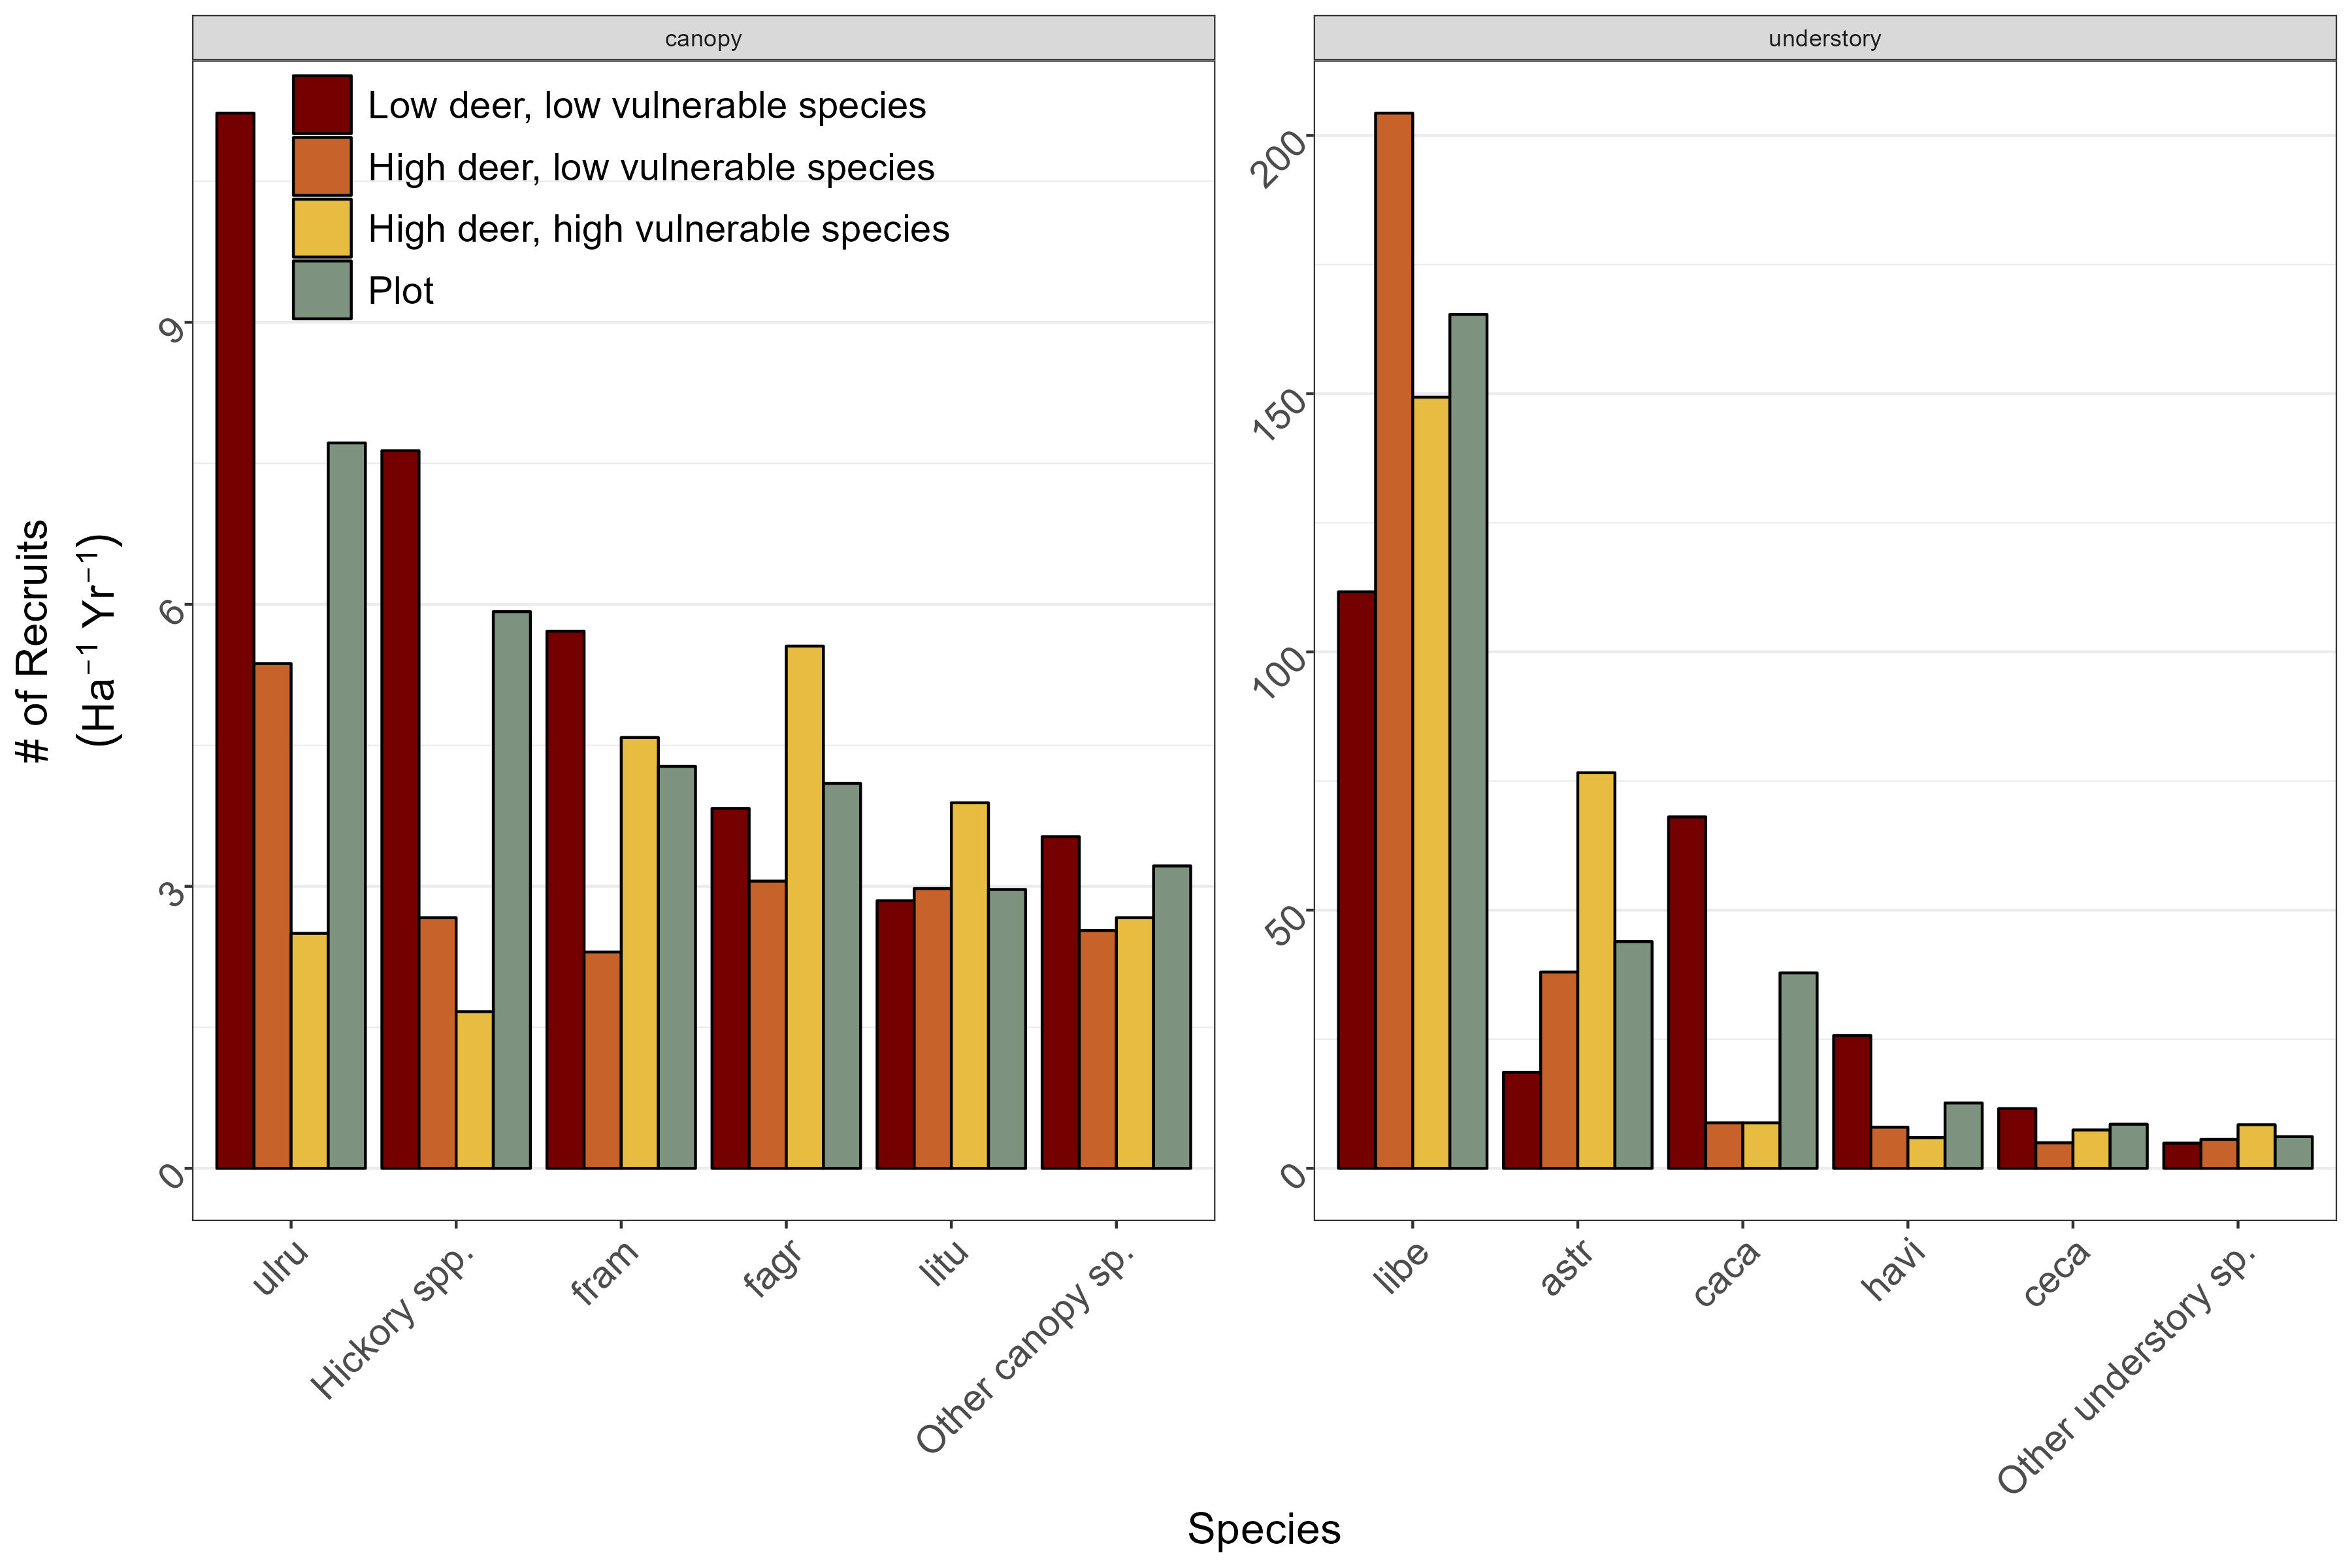 canopy
understory
Low deer, low vulnerable species
High deer, low vulnerable species
High deer, high vulnerable species
Plot
# of Recruits
(Ha⁻¹ Yr⁻¹)
9
6
3
0
200
150
100
50
0
ulru
Hickory spp.
fram
fagr
litu
Other canopy sp.
libe
astr
caca
havi
ceca
Other understory sp.
Species